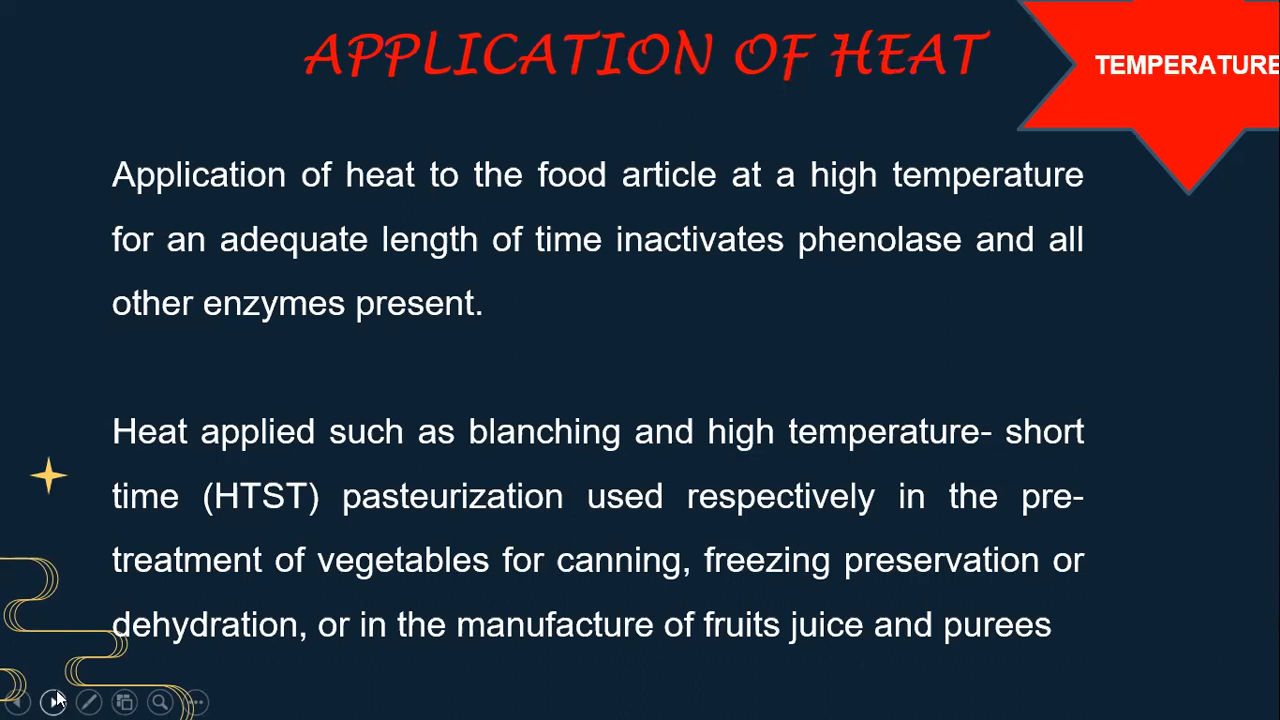 APPLICATION OF HEAT
TEMPERATURE
Application of heat to the food article at a high temperature
for an adequate length of time inactivates phenolase and all
other enzymes present.
Heat applied such as blanching and high temperature- short
time (HTST) pasteurization used respectively in the pre-
treatment of vegetables for canning, freezing preservation or
dehydration, or in the manufacture of fruits juice and purees